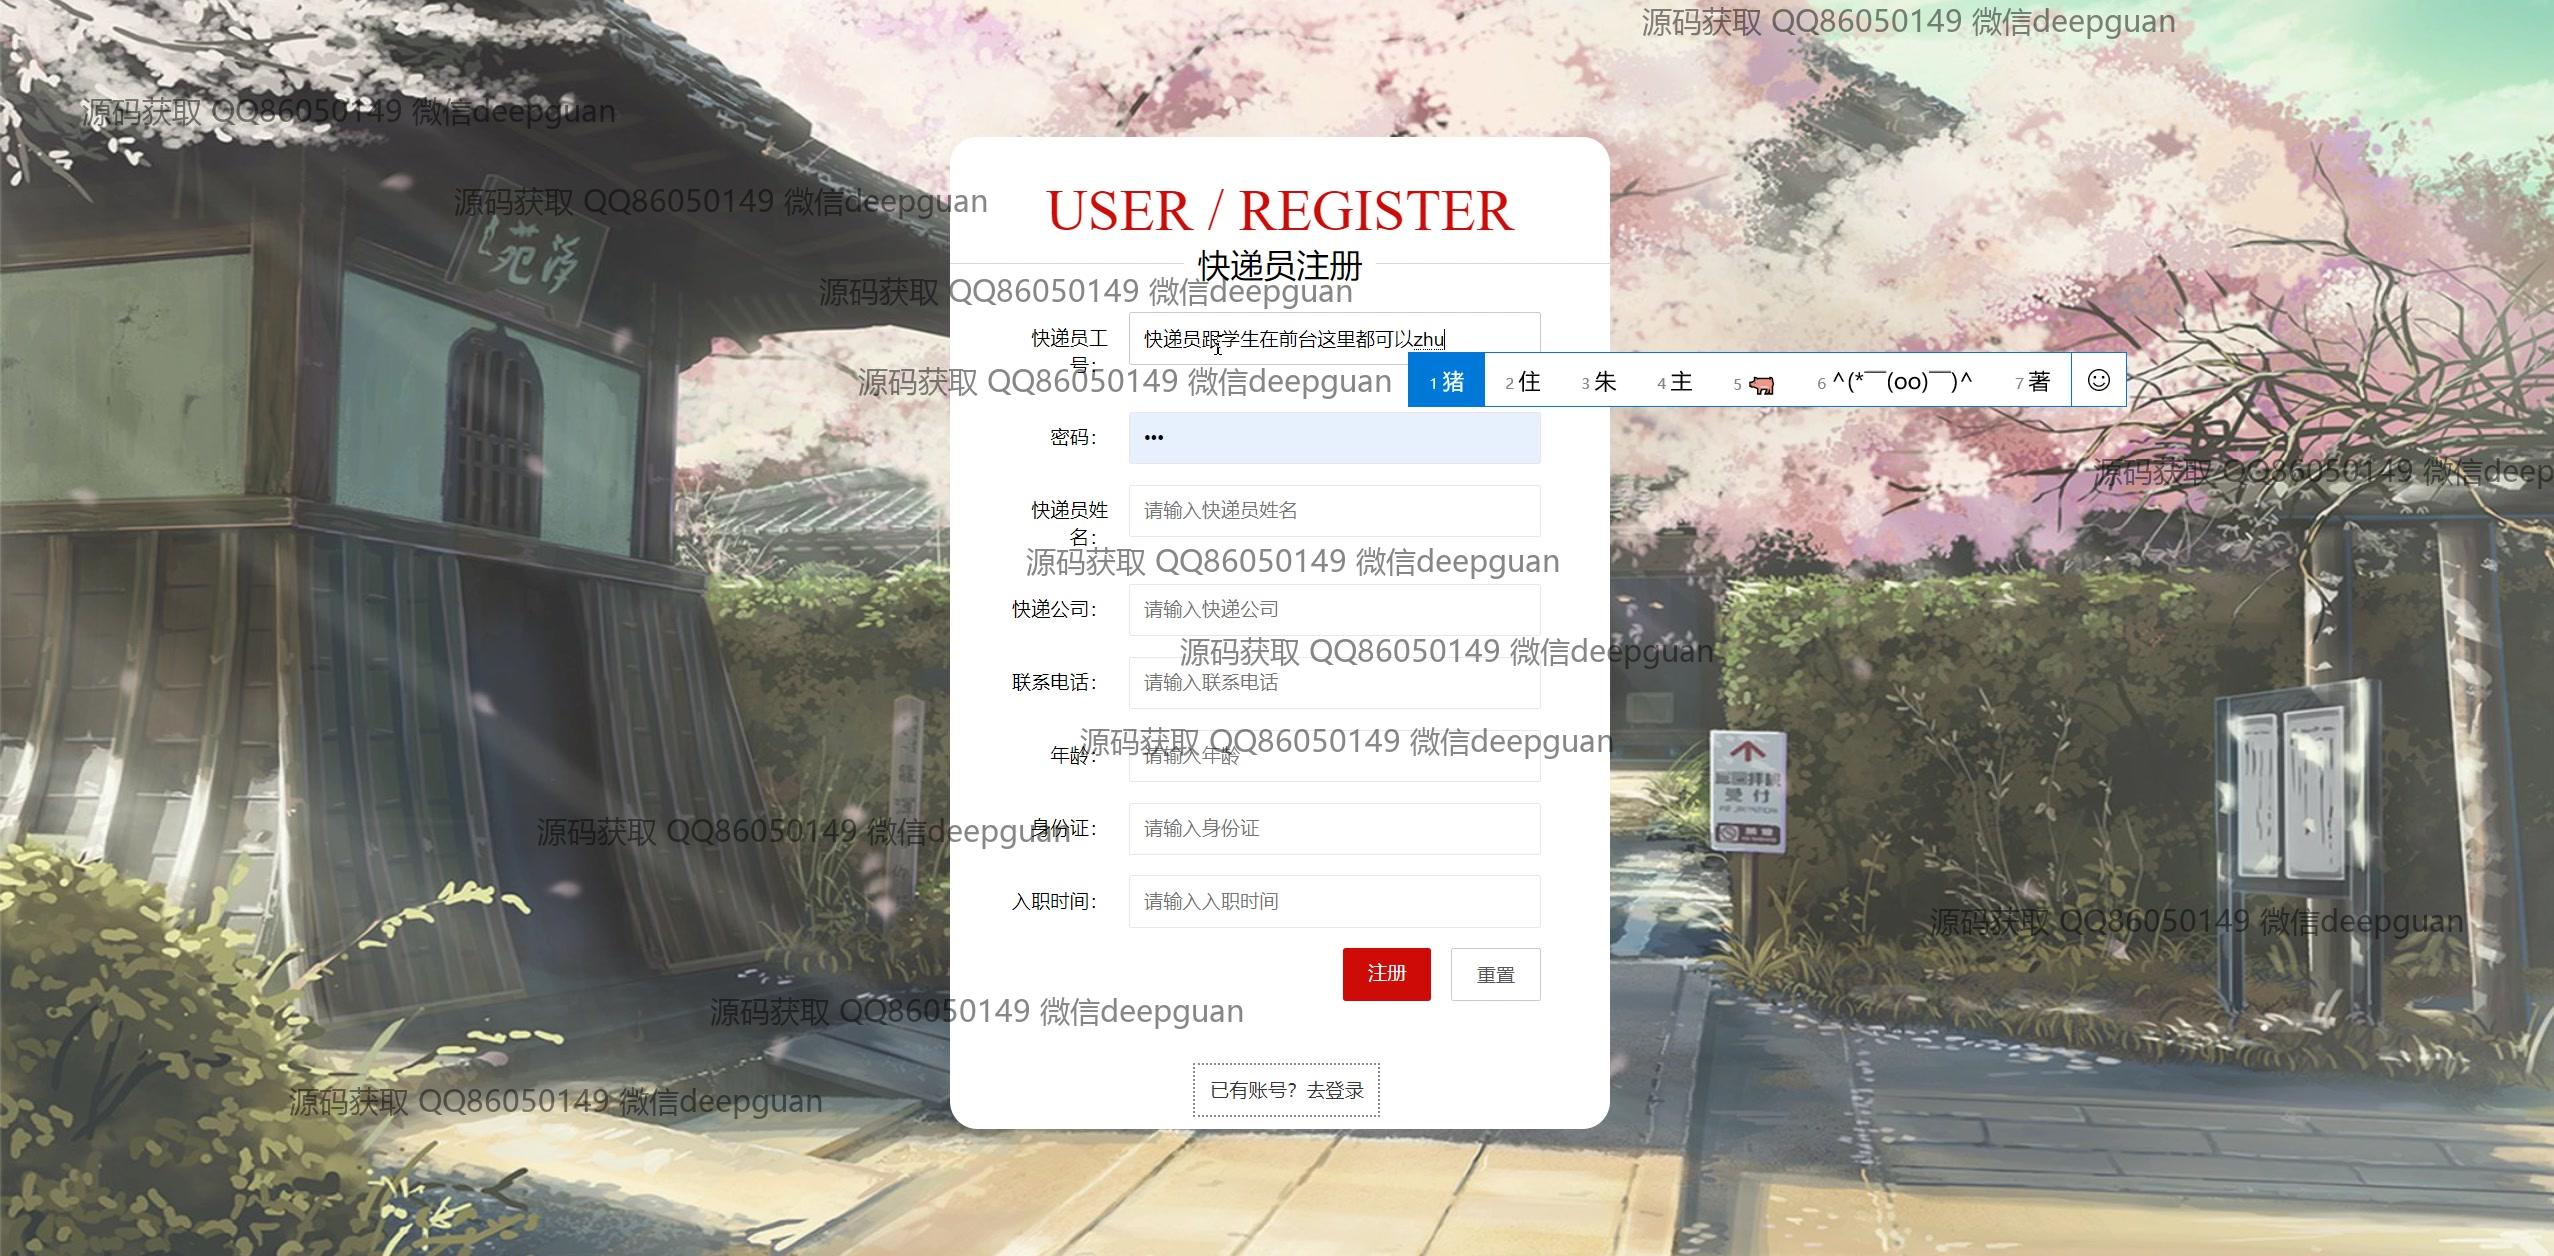 源码获取 QQ86050149 微信deepguan
源码获取 QQ86050149 微信deepguan
源码获取 QQ86050149 微信deepguan
USER / REGISTER
快递员注册
源码获取 QQ86050149 微信deepguan
快递员工号：
快递员跟学生在前台这里都可以zhu
源码获取 QQ86050149 微信deepguan
1 猪 2 住 3 朱 4 主 5 🐖 6 ^(*￣(oo)￣)^ 7 著
密码：
•••
源码获取 QQ86050149 微信deep
快递员姓名：
请输入快递员姓名
源码获取 QQ86050149 微信deepguan
快递公司：
请输入快递公司
源码获取 QQ86050149 微信deepguan
联系电话：
请输入联系电话
源码获取 QQ86050149 微信deepguan
年龄：
请输入年龄
受付
源码获取 QQ86050149 微信deepguan
身份证：
请输入身份证
入职时间：
请输入入职时间
源码获取 QQ86050149 微信deepguan
注册
重置
源码获取 QQ86050149 微信deepguan
已有账号？去登录
源码获取 QQ86050149 微信deepguan